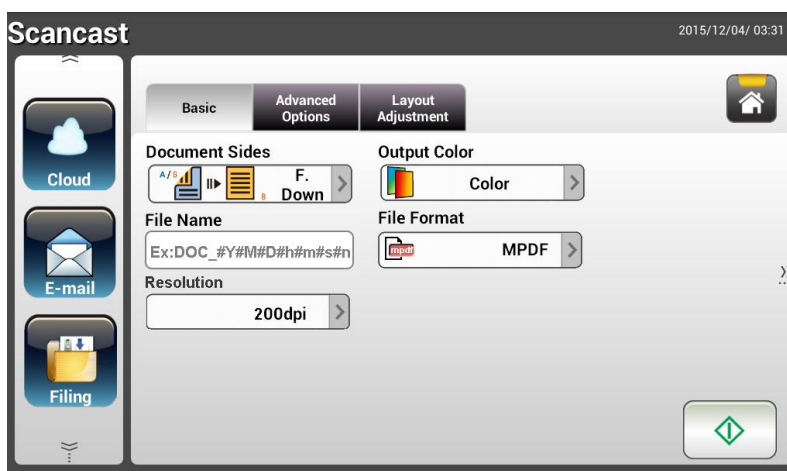 Scancast
2015/12/04/ 03:31
Cloud
E-mail
Filing
Basic
Advanced
Options
Layout
Adjustment
Document Sides
A/B
B
F.
Down
Output Color
Color
File Name
Ex:DOC_#Y#M#D#h#m#s#n
File Format
mpdf
MPDF
Resolution
200dpi